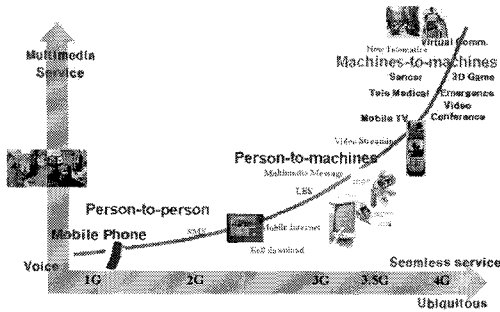 Virtual Comm.
New Telematics
Multimedia
Service
Machines-to-machines
Sencer 3D Game
Tele Medical Emergence
Video
Mobile TV Conference
Video Streaming
Person-to-machines
Multimedia Message
LBS
Person-to-person
Mobile Phone
SMS
Mobile Internet
Bell download
Voice
Seamless service
1G 2G 3G 3.5G 4G
Ubiquitous